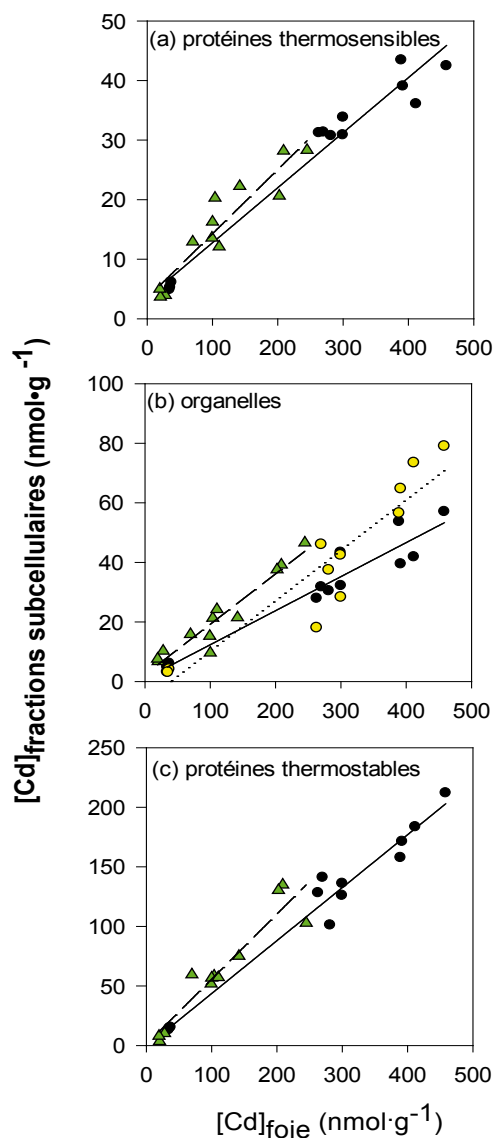 (a) protéines thermosensibles
50
40
30
20
10
0
0 100 200 300 400 500
(b) organelles
100
80
60
40
20
0
0 100 200 300 400 500
(c) protéines thermostables
250
200
150
100
50
0
0 100 200 300 400 500
[Cd]fractions subcellulaires (nmol•g-1)
[Cd]foie (nmol·g-1)